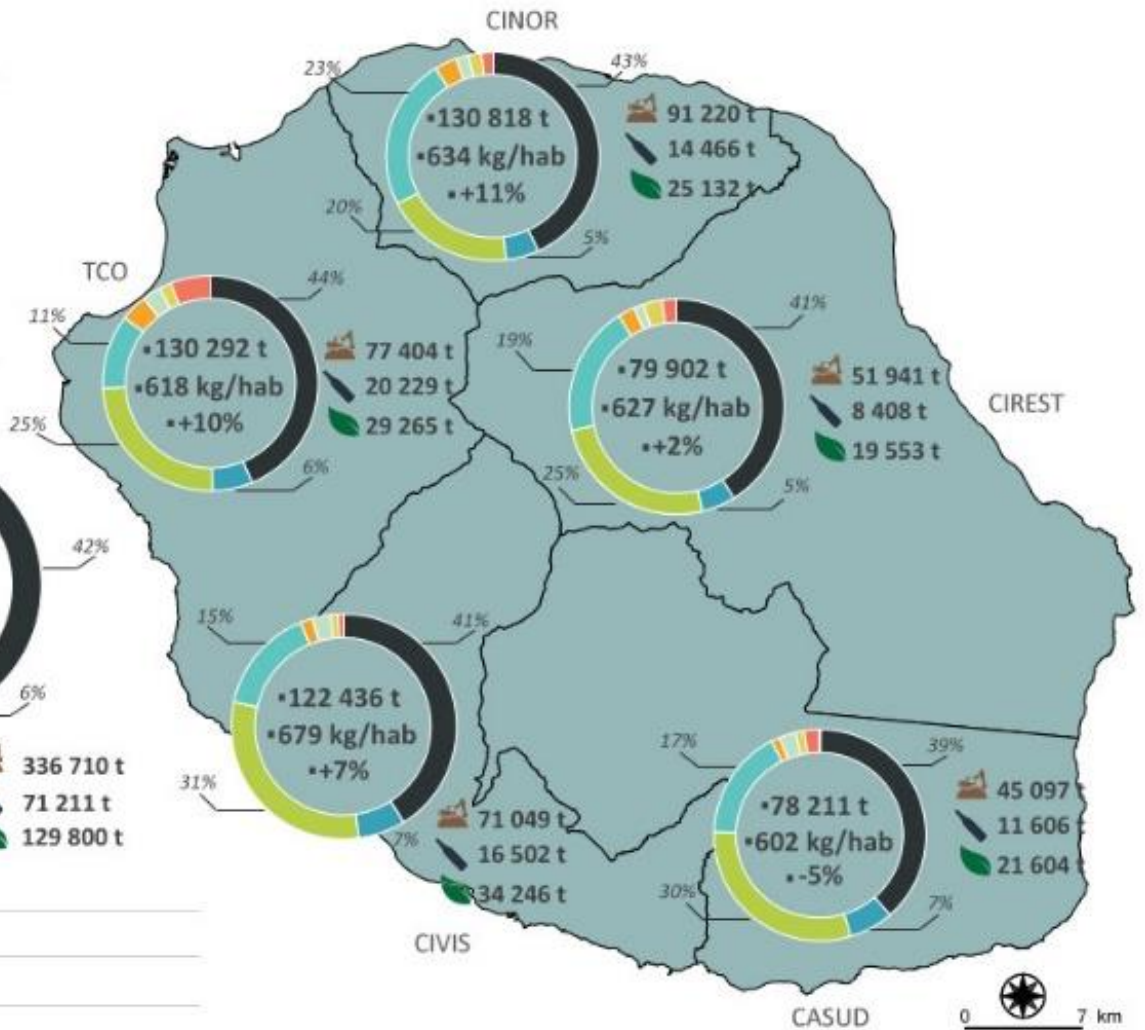 CINOR
23%
43%
•130 818 t
•634 kg/hab
•+11%
91 220 t
14 466 t
25 132 t
20%
5%
TCO
44%
11%
•130 292 t
•618 kg/hab
•+10%
77 404 t
20 229 t
29 265 t
25%
6%
41%
19%
•79 902 t
•627 kg/hab
•+2%
51 941 t
8 408 t
19 553 t
CIREST
25%
5%
42%
6%
336 710 t
71 211 t
129 800 t
15%
41%
•122 436 t
•679 kg/hab
•+7%
31%
7%
71 049 t
16 502 t
34 246 t
CIVIS
17%
39%
•78 211 t
•602 kg/hab
• -5%
45 097 t
11 606 t
21 604 t
30%
7%
CASUD
0 7 km